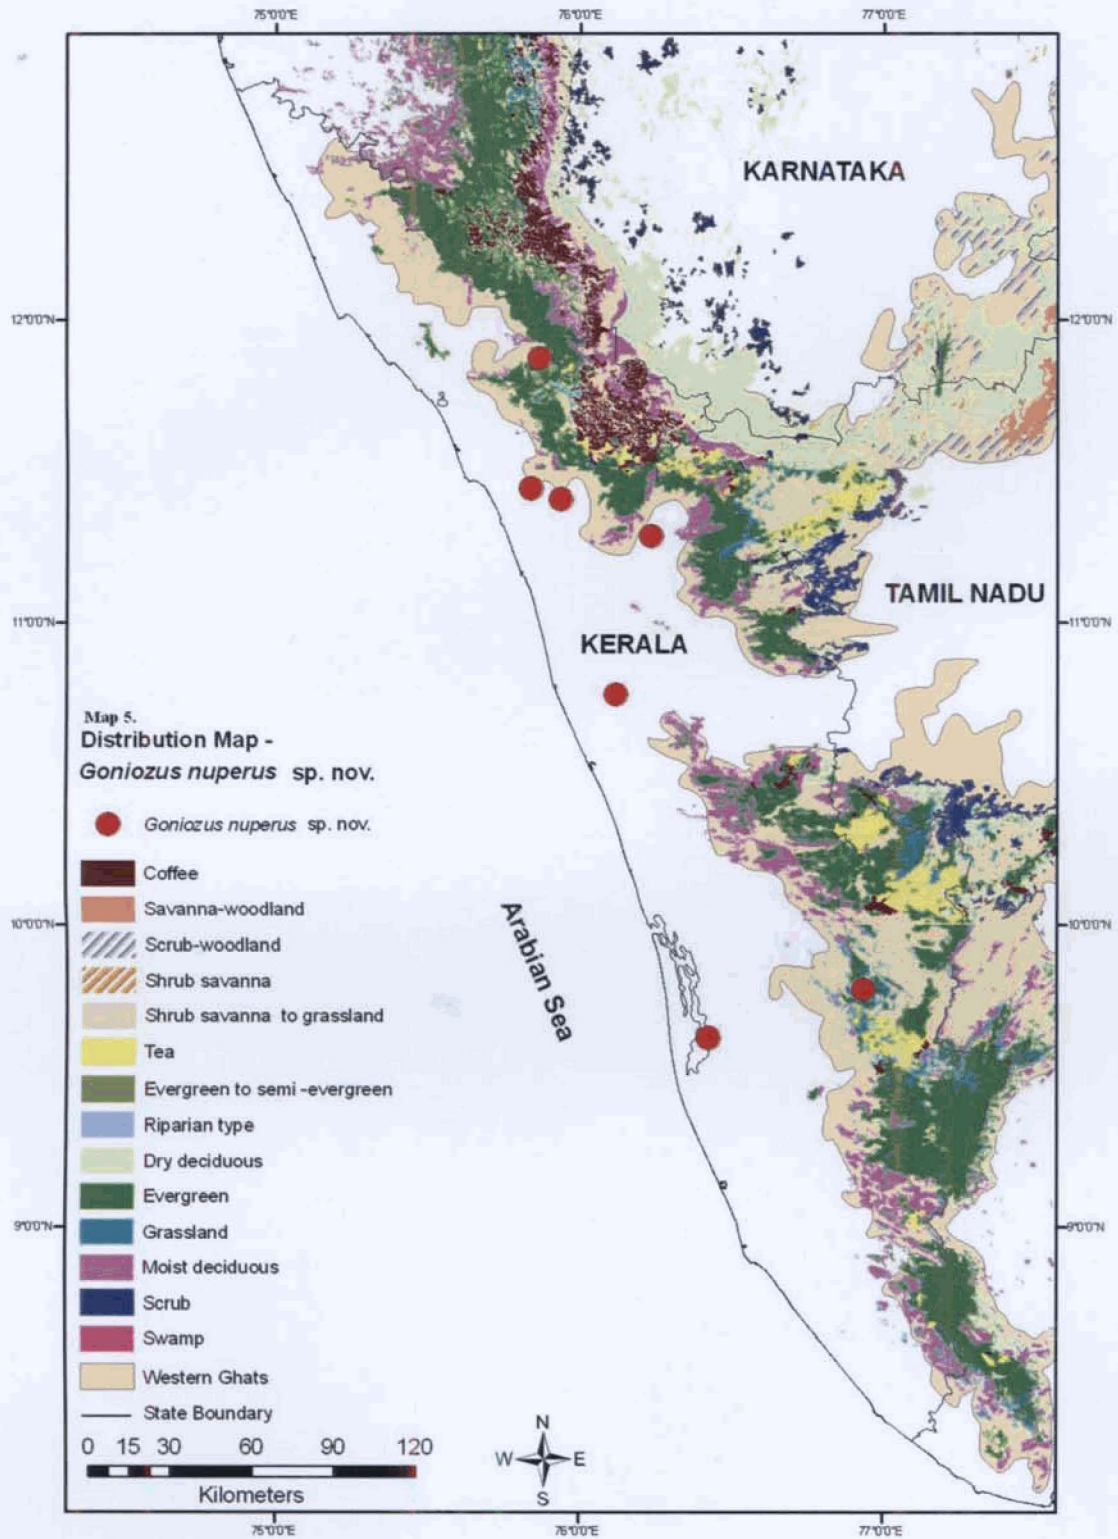 75°0'0"E 76°0'0"E 77°0'0"E
KARNATAKA
12°0'0"N 12°0'0"N
TAMIL NADU
11°0'0"N 11°0'0"N
KERALA
Map 5.
Distribution Map -
Goniozus nuperus sp. nov.
Goniozus nuperus sp. nov.
Coffee
Savanna-woodland
10°0'0"N 10°0'0"N
Scrub-woodland
Arabian Sea
Shrub savanna
Shrub savanna to grassland
Tea
Evergreen to semi -evergreen
Riparian type
Dry deciduous
Evergreen
9°0'0"N 9°0'0"N
Grassland
Moist deciduous
Scrub
Swamp
Western Ghats
State Boundary
N
W E
S
0 15 30 60 90 120
Kilometers
75°0'0"E 76°0'0"E 77°0'0"E